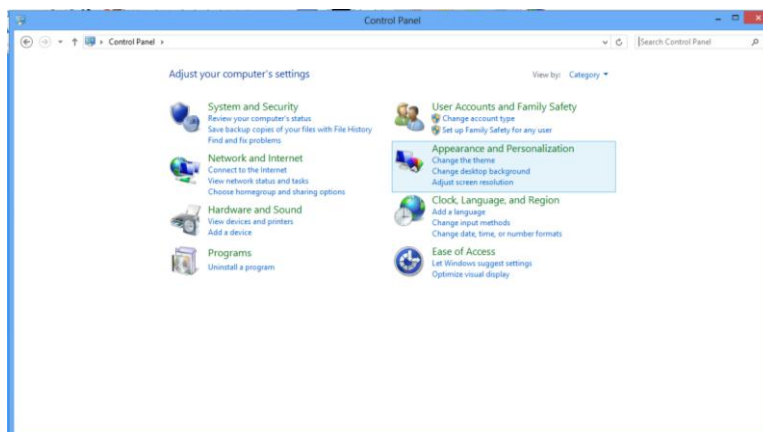 Control Panel
Control Panel
Search Control Panel
Adjust your computer's settings
View by: Category
System and Security
Review your computer's status
Save backup copies of your files with File History
Find and fix problems
Network and Internet
Connect to the Internet
View network status and tasks
Choose homegroup and sharing options
Hardware and Sound
View devices and printers
Add a device
Programs
Uninstall a program
User Accounts and Family Safety
Change account type
Set up Family Safety for any user
Appearance and Personalization
Change the theme
Change desktop background
Adjust screen resolution
Clock, Language, and Region
Add a language
Change input methods
Change date, time, or number formats
Ease of Access
Let Windows suggest settings
Optimize visual display